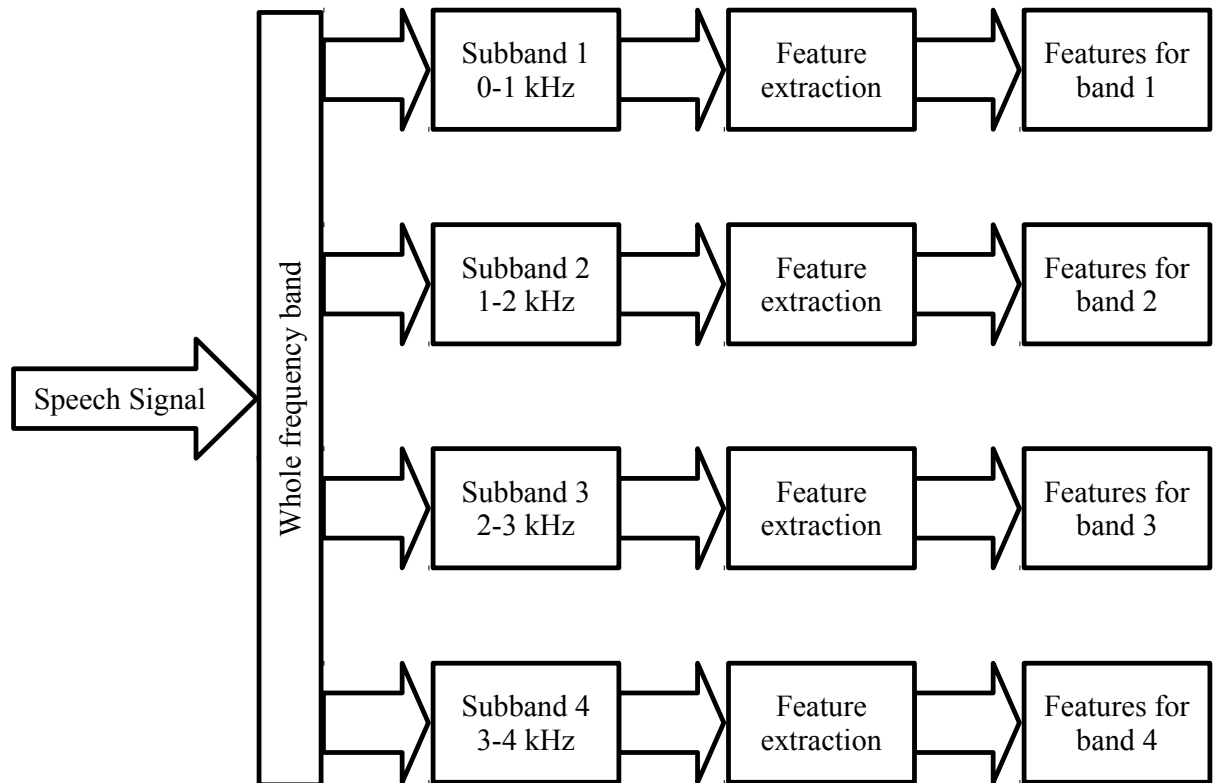 Speech Signal
Whole frequency band
Subband 1
0-1 kHz
Feature
extraction
Features for
band 1
Subband 2
1-2 kHz
Feature
extraction
Features for
band 2
Subband 3
2-3 kHz
Feature
extraction
Features for
band 3
Subband 4
3-4 kHz
Feature
extraction
Features for
band 4